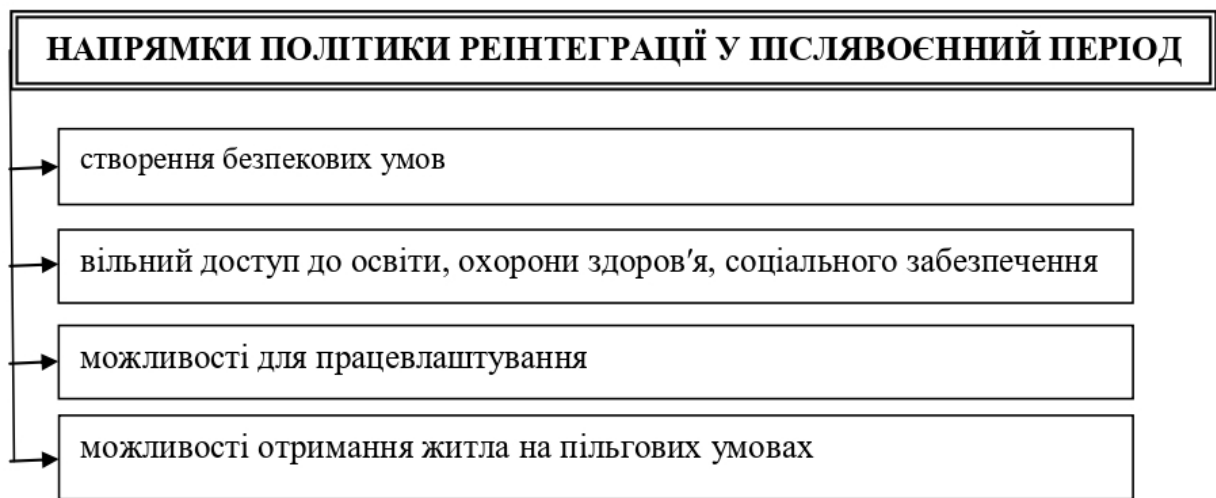 НАПРЯМКИ ПОЛІТИКИ РЕІНТЕГРАЦІЇ У ПІСЛЯВОЄННИЙ ПЕРІОД
створення безпекових умов
вільний доступ до освіти, охорони здоров'я, соціального забезпечення
можливості для працевлаштування
можливості отримання житла на пільгових умовах